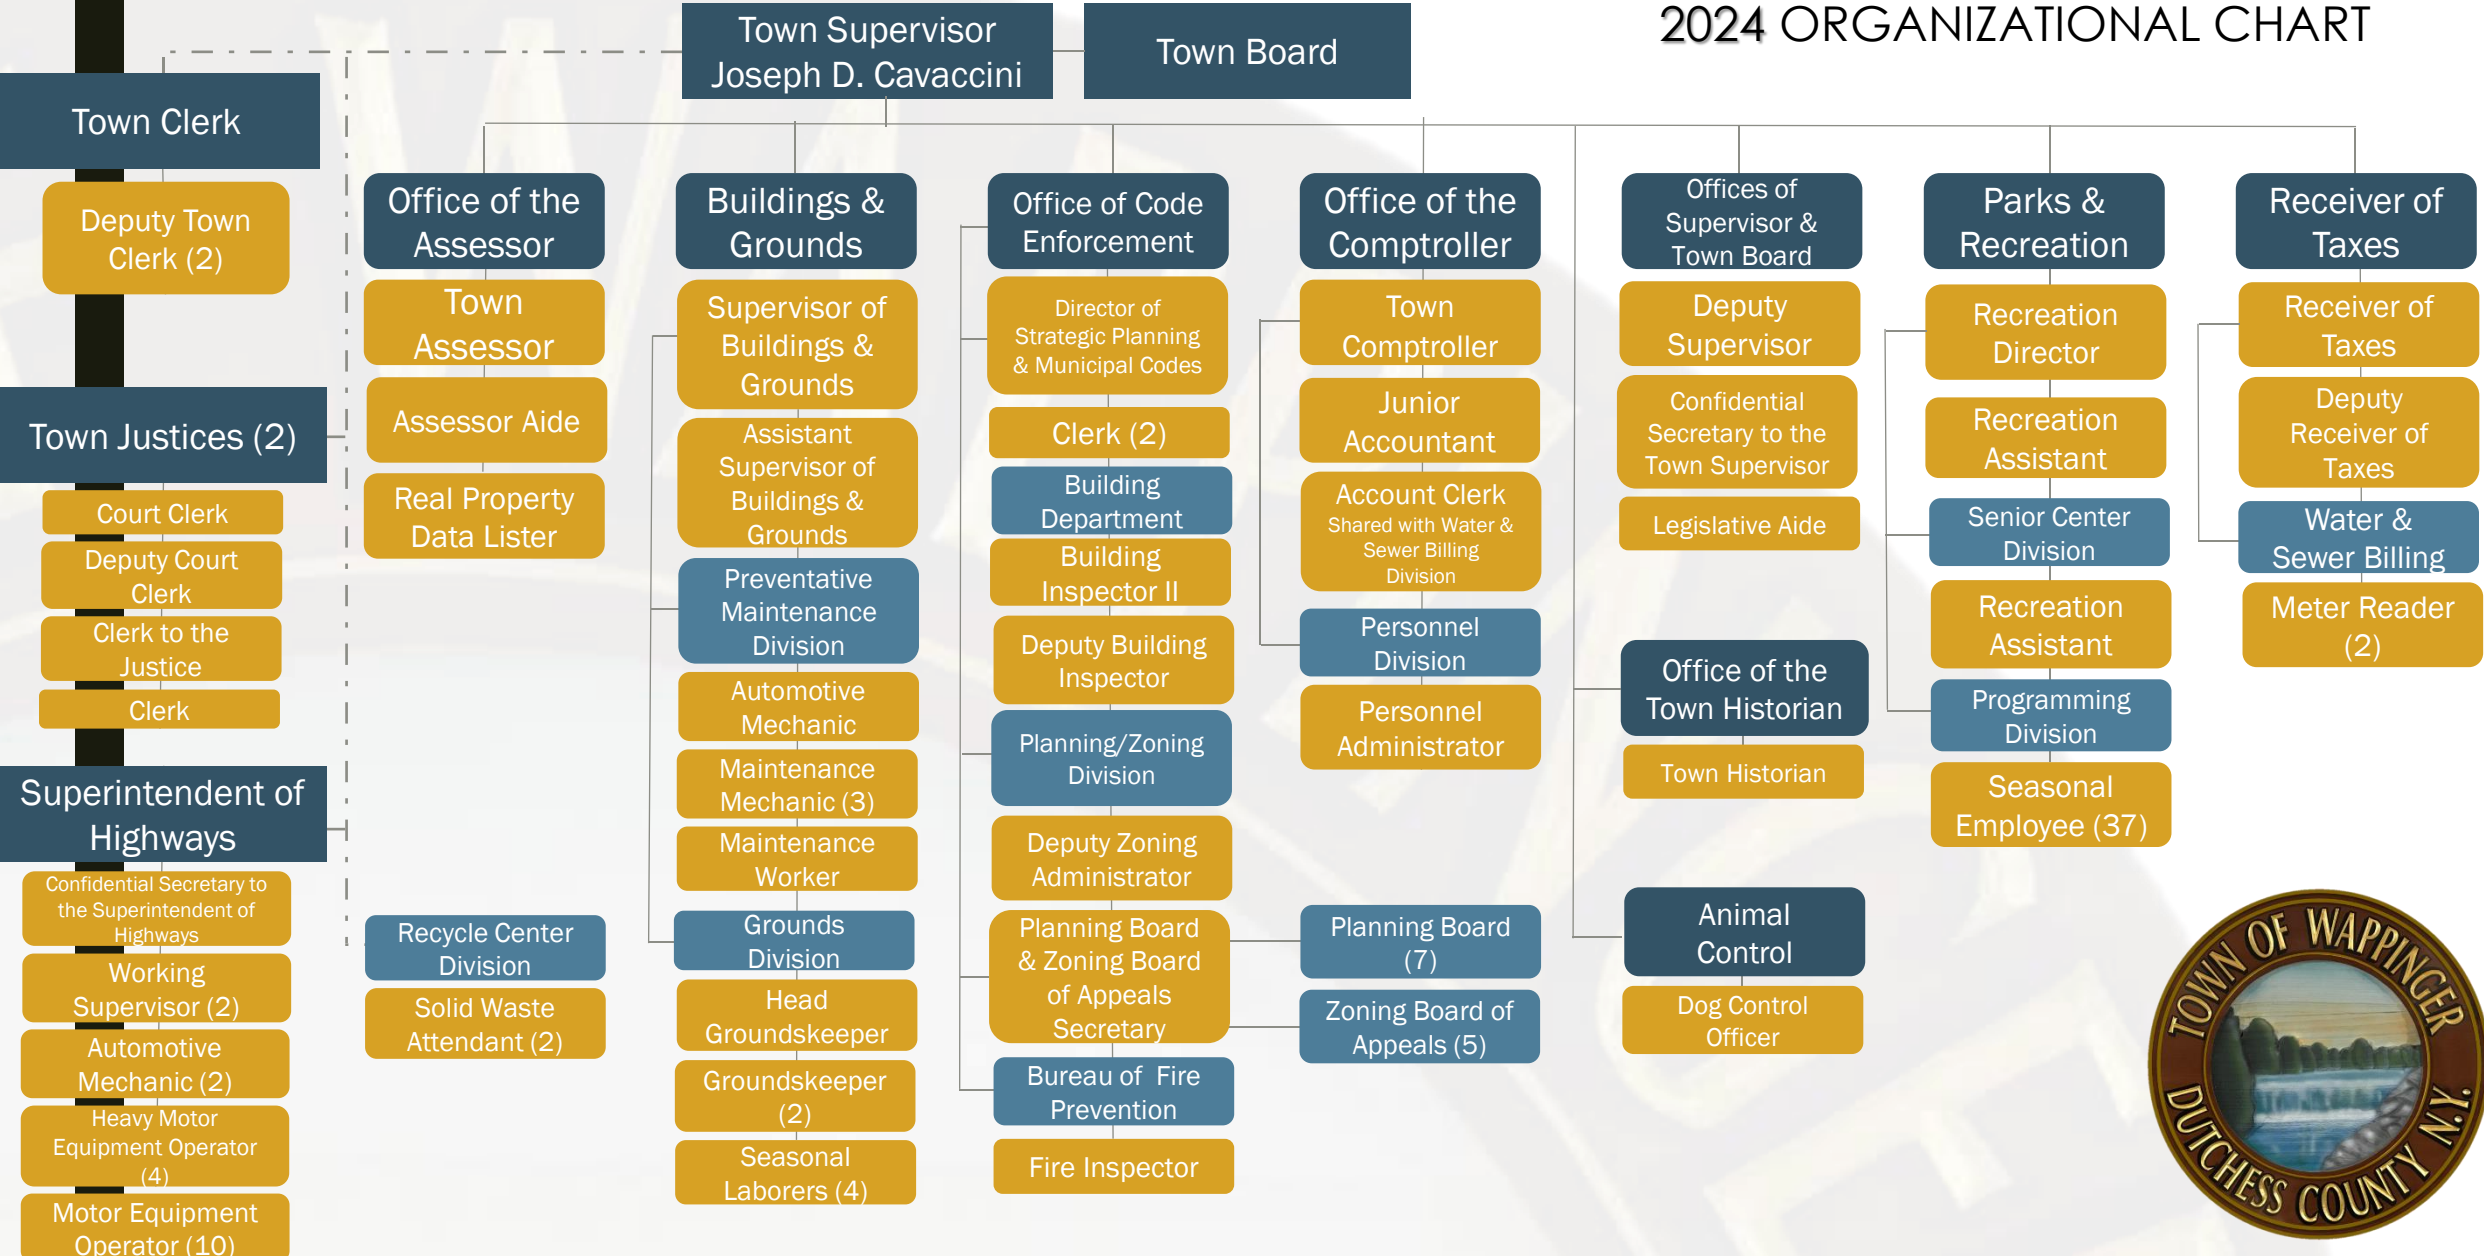 2024 ORGANIZATIONAL CHART
Town Supervisor
Joseph D. Cavaccini
Town Board
Town Clerk
Deputy Town
Clerk (2)
Town Justices (2)
Court Clerk
Deputy Court
Clerk
Clerk to the
Justice
Clerk
Superintendent of
Highways
Confidential Secretary to
the Superintendent of
Highways
Working
Supervisor (2)
Automotive
Mechanic (2)
Heavy Motor
Equipment Operator
(4)
Motor Equipment
Operator (10)
Office of the
Assessor
Town
Assessor
Assessor Aide
Real Property
Data Lister
Recycle Center
Division
Solid Waste
Attendant (2)
Buildings &
Grounds
Supervisor of
Buildings &
Grounds
Assistant
Supervisor of
Buildings &
Grounds
Preventative
Maintenance
Division
Automotive
Mechanic
Maintenance
Mechanic (3)
Maintenance
Worker
Grounds
Division
Head
Groundskeeper
Groundskeeper
(2)
Seasonal
Laborers (4)
Office of Code
Enforcement
Director of
Strategic Planning
& Municipal Codes
Clerk (2)
Building
Department
Building
Inspector II
Deputy Building
Inspector
Planning/Zoning
Division
Deputy Zoning
Administrator
Planning Board
& Zoning Board
of Appeals
Secretary
Bureau of Fire
Prevention
Fire Inspector
Office of the
Comptroller
Town
Comptroller
Junior
Accountant
Account Clerk
Shared with Water &
Sewer Billing
Division
Personnel
Division
Personnel
Administrator
Planning Board
(7)
Zoning Board of
Appeals (5)
Offices of
Supervisor &
Town Board
Deputy
Supervisor
Confidential
Secretary to the
Town Supervisor
Legislative Aide
Office of the
Town Historian
Town Historian
Animal
Control
Dog Control
Officer
Parks &
Recreation
Recreation
Director
Recreation
Assistant
Senior Center
Division
Recreation
Assistant
Programming
Division
Seasonal
Employee (37)
Receiver of
Taxes
Receiver of
Taxes
Deputy
Receiver of
Taxes
Water &
Sewer Billing
Meter Reader
(2)
TOWN OF WAPPINGER
DUTCHESS COUNTY N.Y.